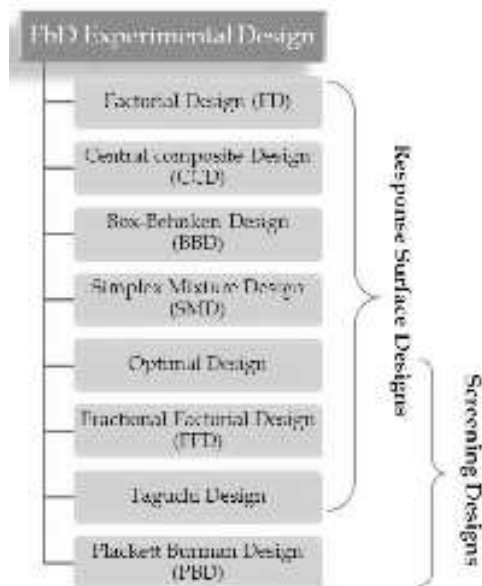 FbD Experimental Design
Factorial Design (FD)
Central composite Design
(CCD)
Box-Behnken Design
(BBD)
Simplex Mixture Design
(SMD)
Optimal Design
Fractional Factorial Design
(FFD)
Taguchi Design
Plackett Burman Design
(PBD)
Response Surface Designs
Screening Designs